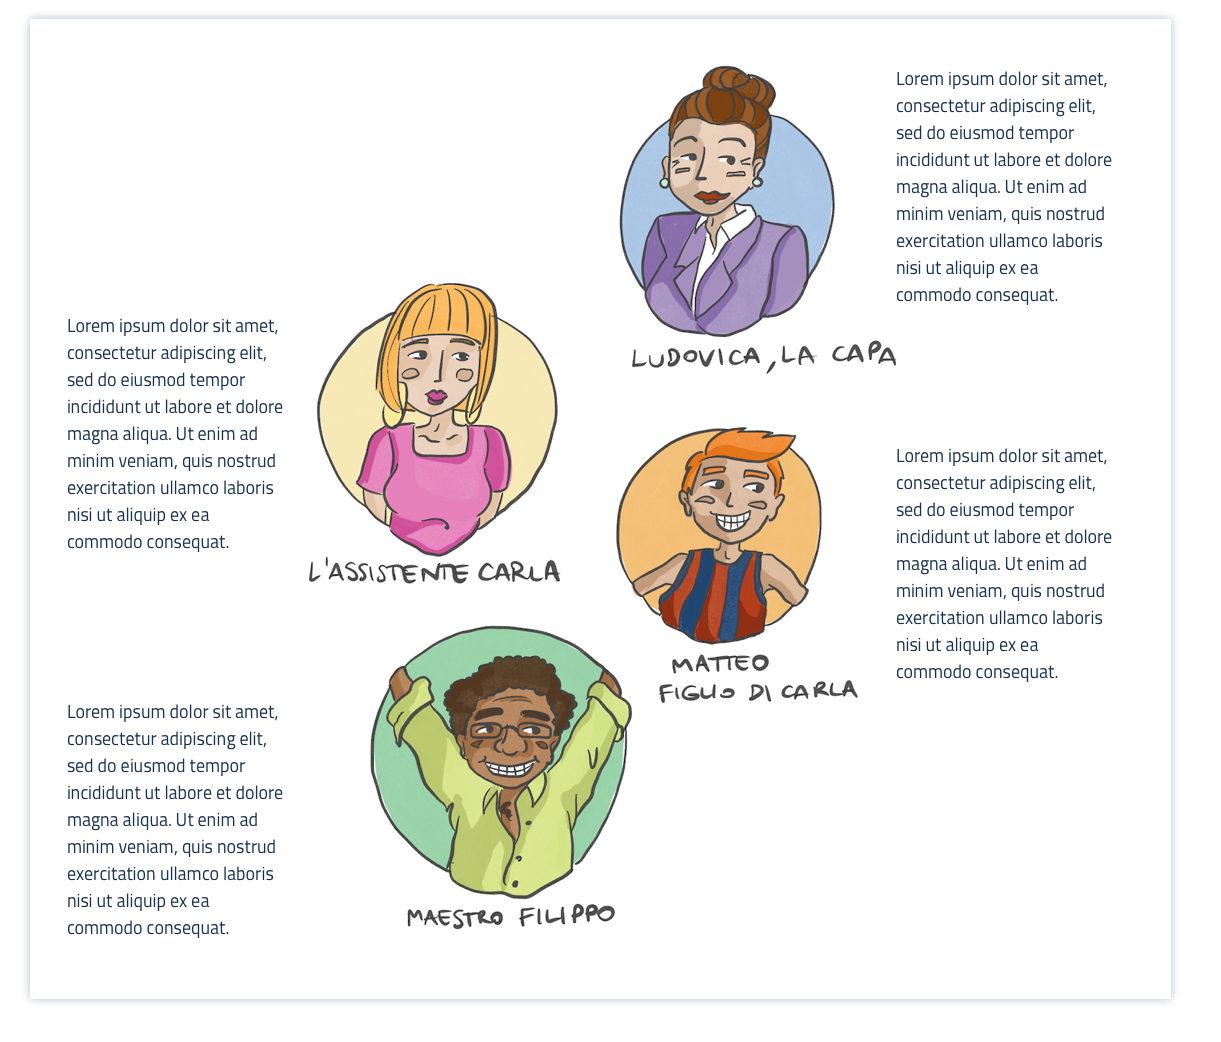 Lorem ipsum dolor sit amet,
consectetur adipiscing elit,
sed do eiusmod tempor
incididunt ut labore et dolore
magna aliqua. Ut enim ad
minim veniam, quis nostrud
exercitation ullamco laboris
nisi ut aliquip ex ea
commodo consequat.
LUDOVICA, LA CAPA
Lorem ipsum dolor sit amet,
consectetur adipiscing elit,
sed do eiusmod tempor
incididunt ut labore et dolore
magna aliqua. Ut enim ad
minim veniam, quis nostrud
exercitation ullamco laboris
nisi ut aliquip ex ea
commodo consequat.
L'ASSISTENTE CARLA
Lorem ipsum dolor sit amet,
consectetur adipiscing elit,
sed do eiusmod tempor
incididunt ut labore et dolore
magna aliqua. Ut enim ad
minim veniam, quis nostrud
exercitation ullamco laboris
nisi ut aliquip ex ea
commodo consequat.
MATTEO
FIGLIO DI CARLA
Lorem ipsum dolor sit amet,
consectetur adipiscing elit,
sed do eiusmod tempor
incididunt ut labore et dolore
magna aliqua. Ut enim ad
minim veniam, quis nostrud
exercitation ullamco laboris
nisi ut aliquip ex ea
commodo consequat.
MAESTRO FILIPPO